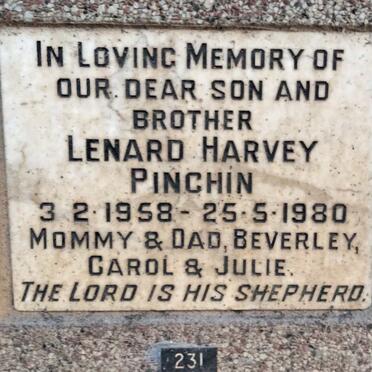 IN LOVING MEMORY OF
OUR DEAR SON AND
BROTHER
LENARD HARVEY
PINCHIN
3·2·1958 - 25·5·1980
MOMMY & DAD, BEVERLEY,
CAROL & JULIE.
THE LORD IS HIS SHEPHERD.
231